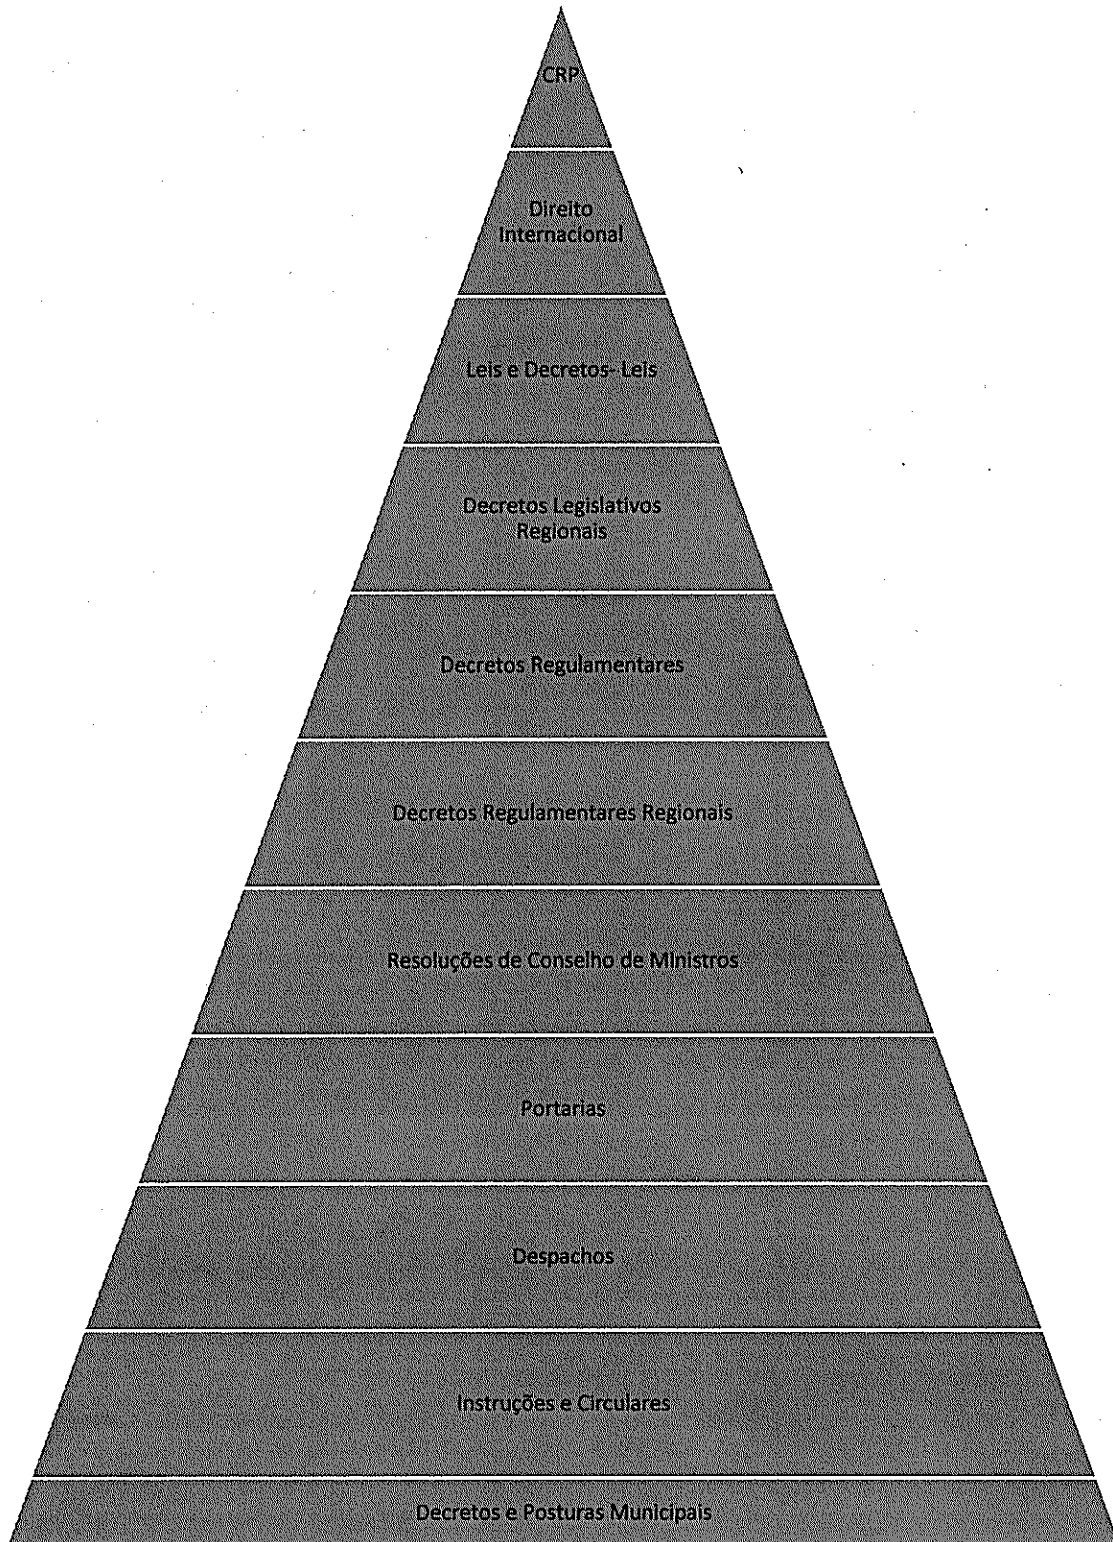 CRP
Direito
Internacional
Leis e Decretos- Leis
Decretos Legislativos
Regionais
Decretos Regulamentares
Decretos Regulamentares Regionais
Resoluções de Conselho de Ministros
Portarias
Despachos
Instruções e Circulares
Decretos e Posturas Municipais